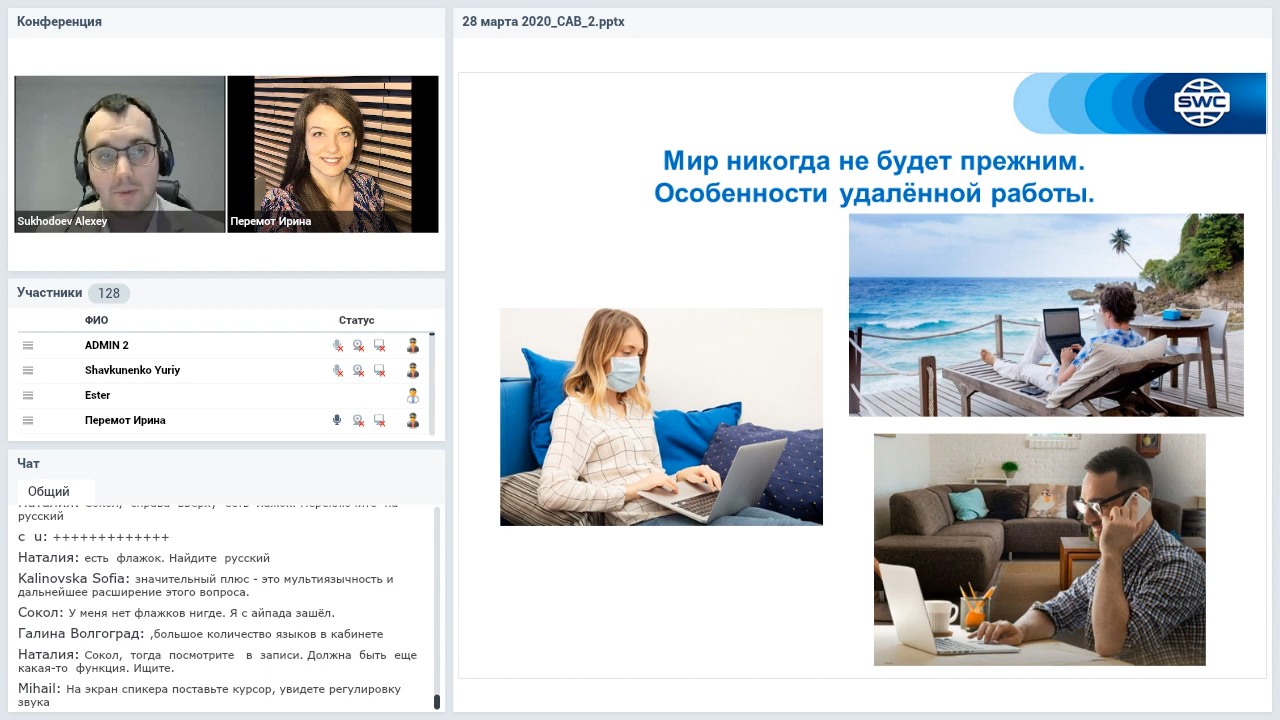 Конференция
Sukhodoev Alexey
Перемот Ирина
Участники 128
ФИО Статус
ADMIN 2
Shavkunenko Yuriy
Ester
Перемот Ирина
Чат
Общий
русский
c u: +++++++++++++
Наталия: есть флажок. Найдите русский
Kalinovska Sofia: значительный плюс - это мультиязычность и
дальнейшее расширение этого вопроса.
Сокол: У меня нет флажков нигде. Я с айпада зашёл.
Галина Волгоград: ,большое количество языков в кабинете
Наталия: Сокол, тогда посмотрите в записи. Должна быть еще
какая-то функция. Ищите.
Mihail: На экран спикера поставьте курсор, увидете регулировку
звука
28 марта 2020_САВ_2.pptx
SWC
Мир никогда не будет прежним.
Особенности удалённой работы.